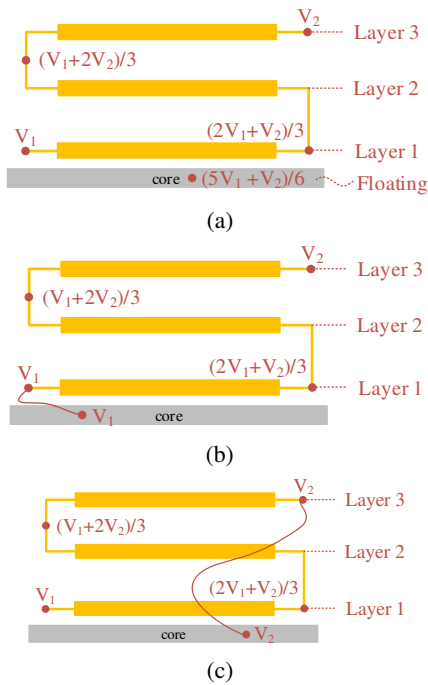 V₂
Layer 3
(V₁+2V₂)/3
Layer 2
V₁
(2V₁+V₂)/3
Layer 1
core
(5V₁+V₂)/6
Floating
(a)
V₂
Layer 3
(V₁+2V₂)/3
Layer 2
V₁
(2V₁+V₂)/3
Layer 1
V₁
core
(b)
V₂
Layer 3
(V₁+2V₂)/3
Layer 2
V₁
(2V₁+V₂)/3
Layer 1
core
V₂
(c)